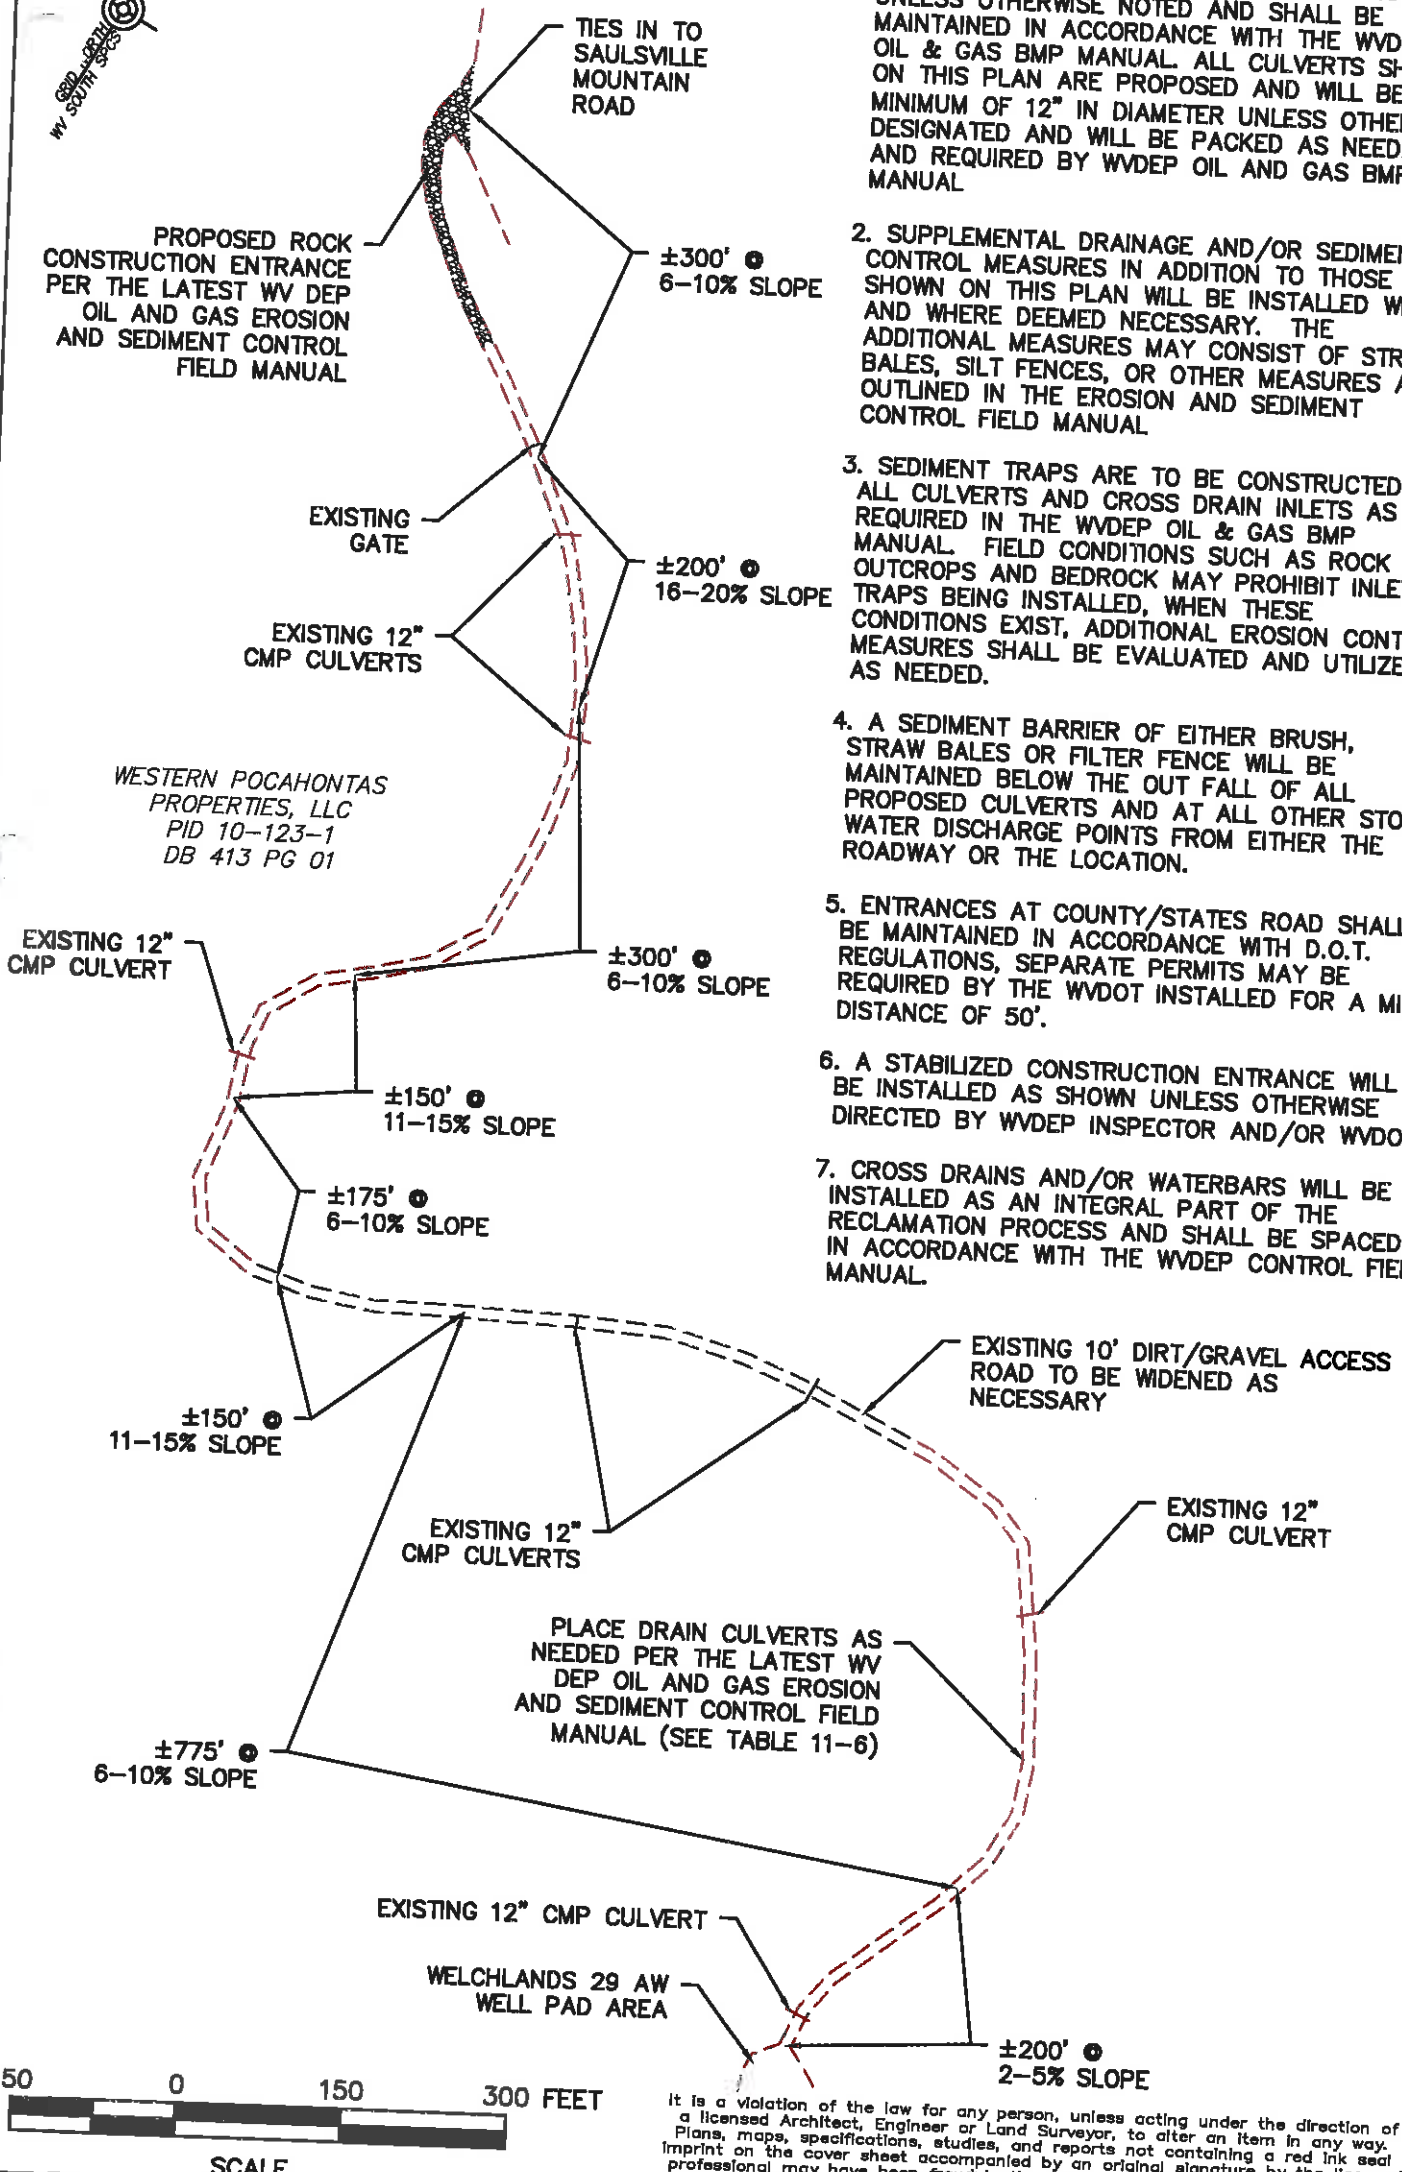 GRID NORTH
WV SOUTH SPCS
TIES IN TO
SAULSVILLE
MOUNTAIN
ROAD
PROPOSED ROCK
CONSTRUCTION ENTRANCE
PER THE LATEST WV DEP
OIL AND GAS EROSION
AND SEDIMENT CONTROL
FIELD MANUAL
±300' @
6-10% SLOPE
EXISTING
GATE
±200' @
16-20% SLOPE
EXISTING 12"
CMP CULVERTS
WESTERN POCAHONTAS
PROPERTIES, LLC
PID 10-123-1
DB 413 PG 01
EXISTING 12"
CMP CULVERT
±300' @
6-10% SLOPE
±150' @
11-15% SLOPE
±175' @
6-10% SLOPE
±150' @
11-15% SLOPE
EXISTING 12"
CMP CULVERTS
EXISTING 10' DIRT/GRAVEL ACCESS
ROAD TO BE WIDENED AS
NECESSARY
EXISTING 12"
CMP CULVERT
PLACE DRAIN CULVERTS AS
NEEDED PER THE LATEST WV
DEP OIL AND GAS EROSION
AND SEDIMENT CONTROL FIELD
MANUAL (SEE TABLE 11-6)
±775' @
6-10% SLOPE
EXISTING 12" CMP CULVERT
WELCHLANDS 29 AW
WELL PAD AREA
±200' @
2-5% SLOPE
UNLESS OTHERWISE NOTED AND SHALL BE
MAINTAINED IN ACCORDANCE WITH THE WVD
OIL & GAS BMP MANUAL. ALL CULVERTS SH
ON THIS PLAN ARE PROPOSED AND WILL BE
MINIMUM OF 12" IN DIAMETER UNLESS OTHE
DESIGNATED AND WILL BE PACKED AS NEED
AND REQUIRED BY WVDEP OIL AND GAS BMP
MANUAL
2. SUPPLEMENTAL DRAINAGE AND/OR SEDIME
CONTROL MEASURES IN ADDITION TO THOSE
SHOWN ON THIS PLAN WILL BE INSTALLED W
AND WHERE DEEMED NECESSARY. THE
ADDITIONAL MEASURES MAY CONSIST OF STR
BALES, SILT FENCES, OR OTHER MEASURES A
OUTLINED IN THE EROSION AND SEDIMENT
CONTROL FIELD MANUAL
3. SEDIMENT TRAPS ARE TO BE CONSTRUCTED
ALL CULVERTS AND CROSS DRAIN INLETS AS
REQUIRED IN THE WVDEP OIL & GAS BMP
MANUAL. FIELD CONDITIONS SUCH AS ROCK
OUTCROPS AND BEDROCK MAY PROHIBIT INLE
TRAPS BEING INSTALLED, WHEN THESE
CONDITIONS EXIST, ADDITIONAL EROSION CONT
MEASURES SHALL BE EVALUATED AND UTILIZE
AS NEEDED.
4. A SEDIMENT BARRIER OF EITHER BRUSH,
STRAW BALES OR FILTER FENCE WILL BE
MAINTAINED BELOW THE OUT FALL OF ALL
PROPOSED CULVERTS AND AT ALL OTHER STO
WATER DISCHARGE POINTS FROM EITHER THE
ROADWAY OR THE LOCATION.
5. ENTRANCES AT COUNTY/STATES ROAD SHALL
BE MAINTAINED IN ACCORDANCE WITH D.O.T.
REGULATIONS, SEPARATE PERMITS MAY BE
REQUIRED BY THE WVDOT INSTALLED FOR A MI
DISTANCE OF 50'.
6. A STABILIZED CONSTRUCTION ENTRANCE WILL
BE INSTALLED AS SHOWN UNLESS OTHERWISE
DIRECTED BY WVDEP INSPECTOR AND/OR WVDO
7. CROSS DRAINS AND/OR WATERBARS WILL BE
INSTALLED AS AN INTEGRAL PART OF THE
RECLAMATION PROCESS AND SHALL BE SPACED
IN ACCORDANCE WITH THE WVDEP CONTROL FIE
MANUAL.
50 0 150 300 FEET
SCALE
It is a violation of the law for any person, unless acting under the direction of
a licensed Architect, Engineer or Land Surveyor, to alter an item in any way.
Plans, maps, specifications, studies, and reports not containing a red ink seal
imprint on the cover sheet accompanied by an original signature by the
professional may have been